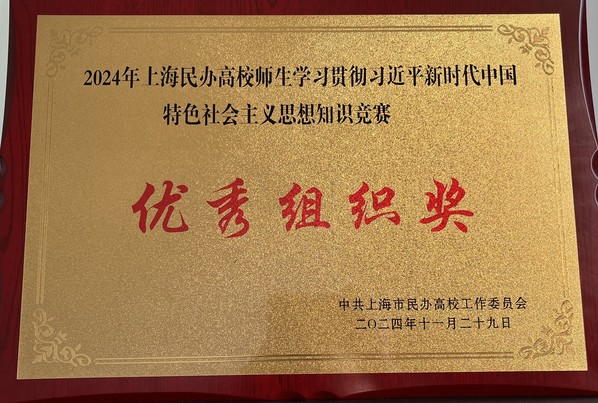 2024年上海民办高校师生学习贯彻习近平新时代中国
特色社会主义思想知识竞赛
优秀组织奖
中共上海市民办高校工作委员会
二〇二四年十一月二十九日